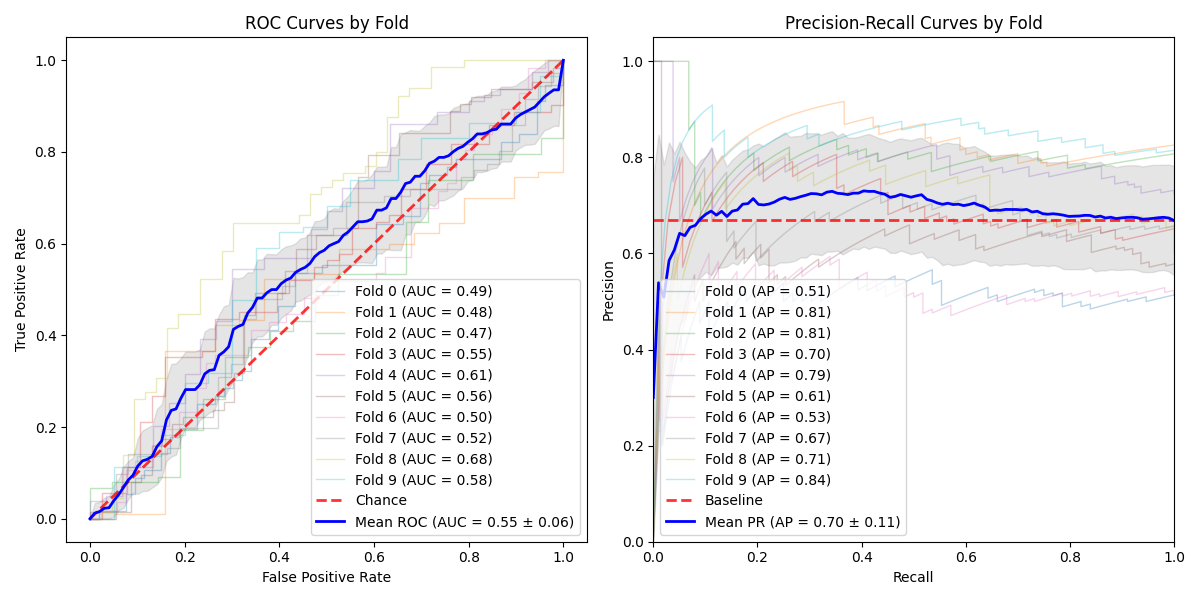 ROC Curves by Fold
1.0
0.8
0.6
0.4
0.2
0.0
True Positive Rate
Fold 0 (AUC = 0.49)
Fold 1 (AUC = 0.48)
Fold 2 (AUC = 0.47)
Fold 3 (AUC = 0.55)
Fold 4 (AUC = 0.61)
Fold 5 (AUC = 0.56)
Fold 6 (AUC = 0.50)
Fold 7 (AUC = 0.52)
Fold 8 (AUC = 0.68)
Fold 9 (AUC = 0.58)
Chance
Mean ROC (AUC = 0.55 ± 0.06)
0.0 0.2 0.4 0.6 0.8 1.0
False Positive Rate
Precision-Recall Curves by Fold
1.0
0.8
0.6
0.4
0.2
0.0
Precision
Fold 0 (AP = 0.51)
Fold 1 (AP = 0.81)
Fold 2 (AP = 0.81)
Fold 3 (AP = 0.70)
Fold 4 (AP = 0.79)
Fold 5 (AP = 0.61)
Fold 6 (AP = 0.53)
Fold 7 (AP = 0.67)
Fold 8 (AP = 0.71)
Fold 9 (AP = 0.84)
Baseline
Mean PR (AP = 0.70 ± 0.11)
0.0 0.2 0.4 0.6 0.8 1.0
Recall